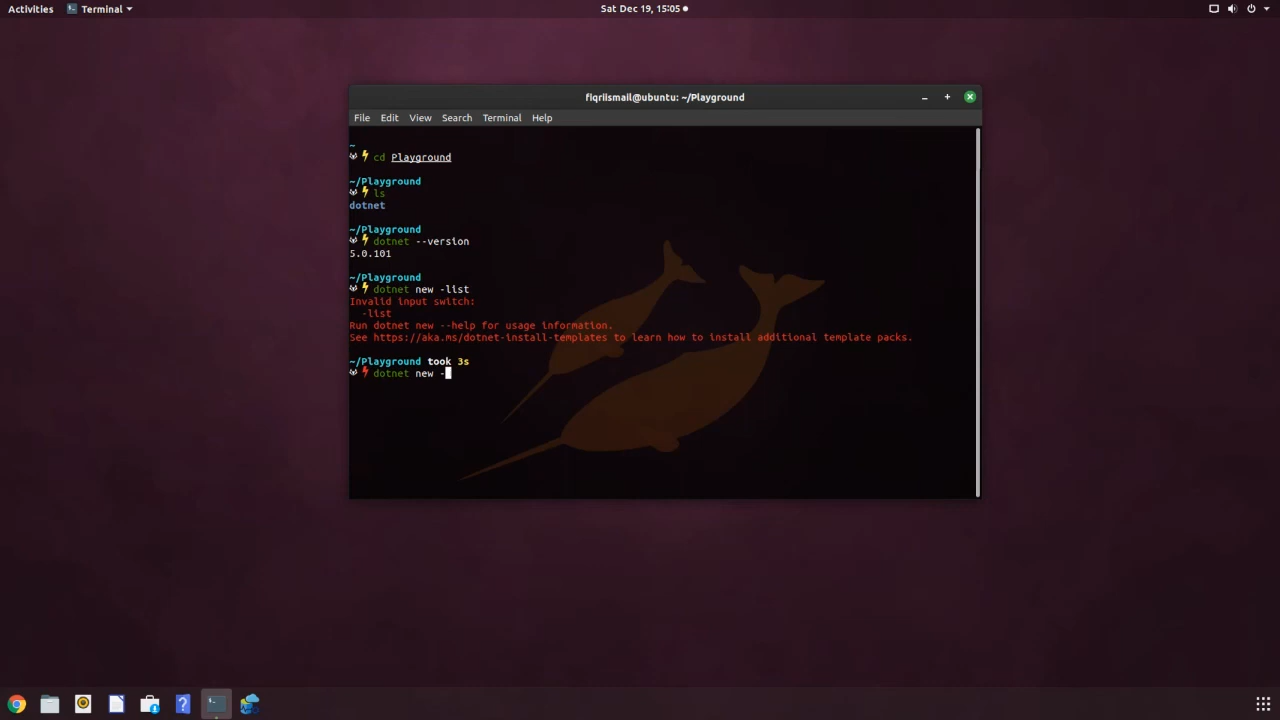 Activities Terminal Sat Dec 19, 15:05
fiqriismail@ubuntu: ~/Playground
File Edit View Search Terminal Help
~
cd Playground
~/Playground
ls
dotnet
~/Playground
dotnet --version
5.0.101
~/Playground
dotnet new -list
Invalid input switch:
-list
Run dotnet new --help for usage information.
See https://aka.ms/dotnet-install-templates to learn how to install additional template packs.
~/Playground took 3s
dotnet new -